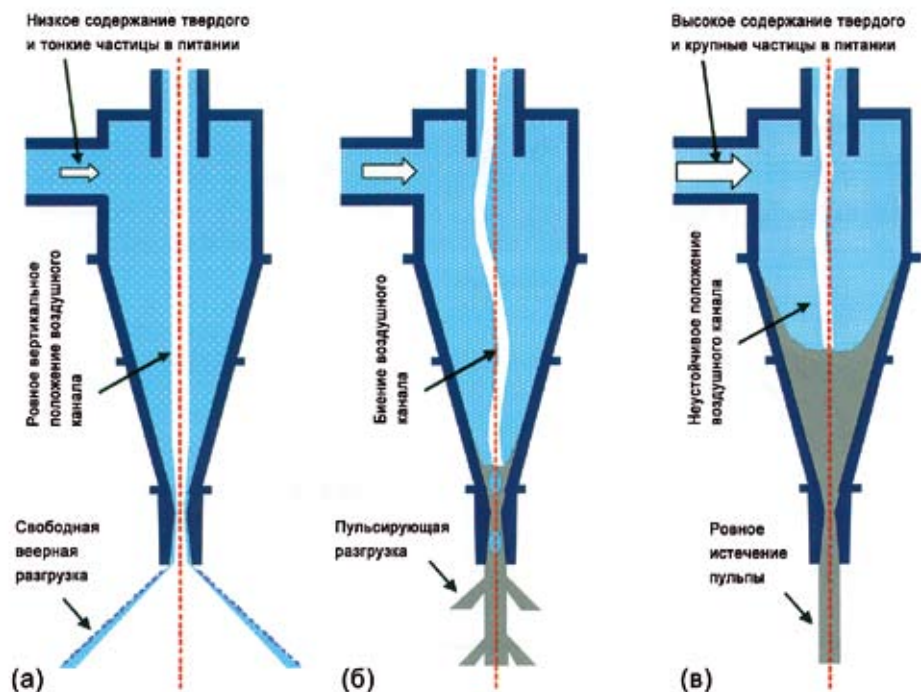 Низкое содержание твердого
и тонкие частицы в питании
Ровное вертикальное
положение воздушного
канала
Свободная
веерная
разгрузка
(а)
Биение воздушного
канала
Пульсирующая
разгрузка
(б)
Высокое содержание твердого
и крупные частицы в питании
Неустойчивое положение
воздушного канала
Ровное
истечение
пульпы
(в)